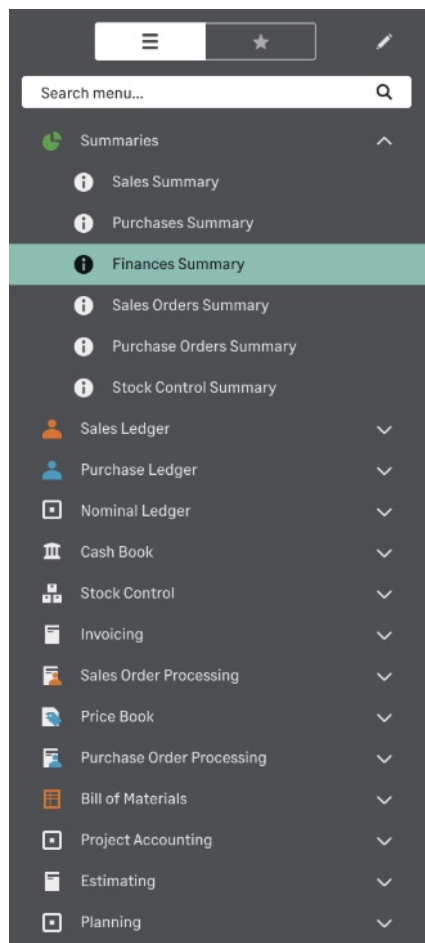 Search menu...
Summaries
Sales Summary
Purchases Summary
Finances Summary
Sales Orders Summary
Purchase Orders Summary
Stock Control Summary
Sales Ledger
Purchase Ledger
Nominal Ledger
Cash Book
Stock Control
Invoicing
Sales Order Processing
Price Book
Purchase Order Processing
Bill of Materials
Project Accounting
Estimating
Planning